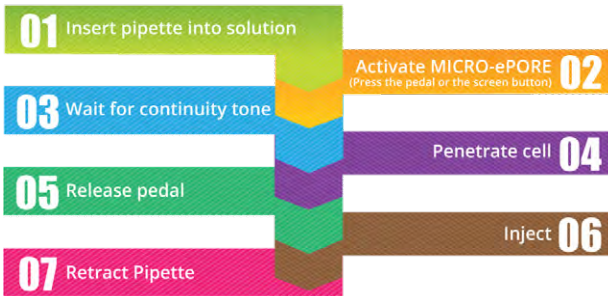 01 Insert pipette into solution
Activate MICRO-ePORE 02
(Press the pedal or the screen button)
03 Wait for continuity tone
Penetrate cell 04
05 Release pedal
Inject 06
07 Retract Pipette